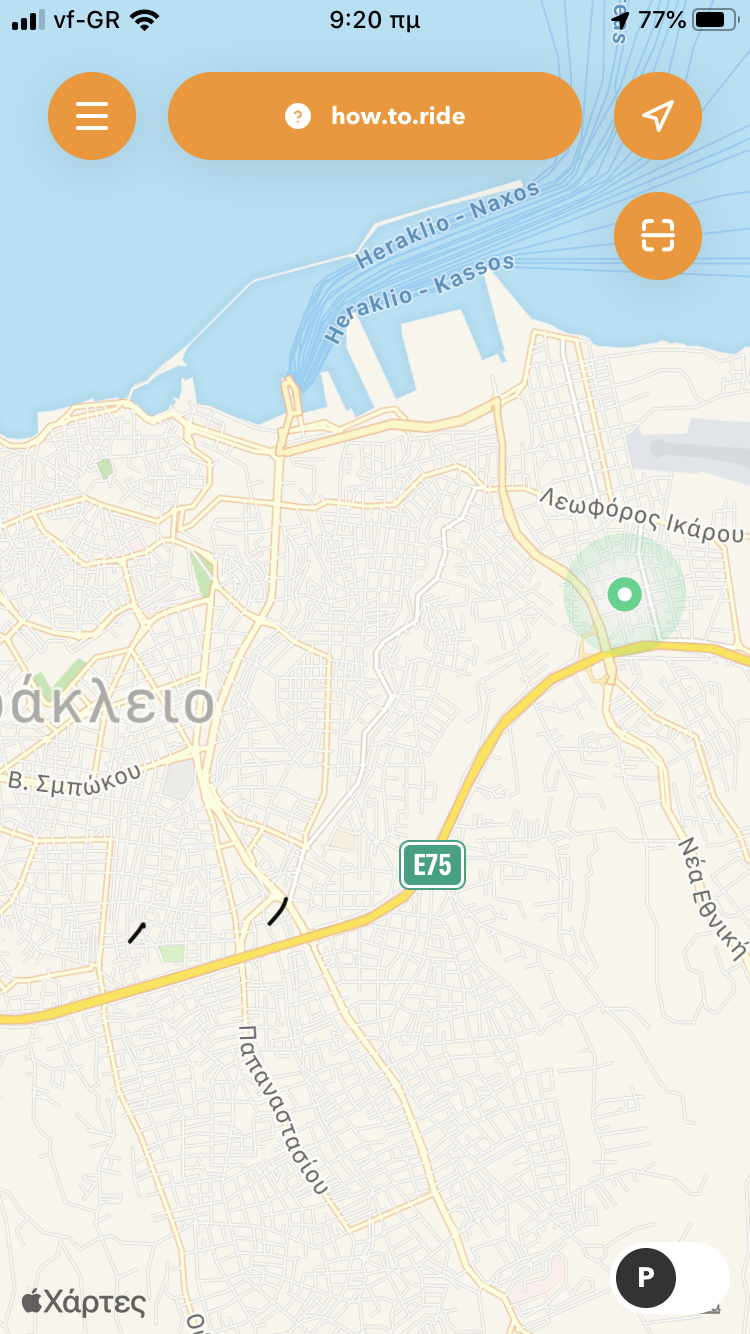 vf-GR 9:20 πμ 77%
? how.to.ride
Heraklio - Naxos
Heraklio - Kassos
Λεωφόρος Ικάρου
άκλειο
Β. Σμπώκου
E75
Νέα Εθνική
Παπαναστασίου
P
Χάρτες